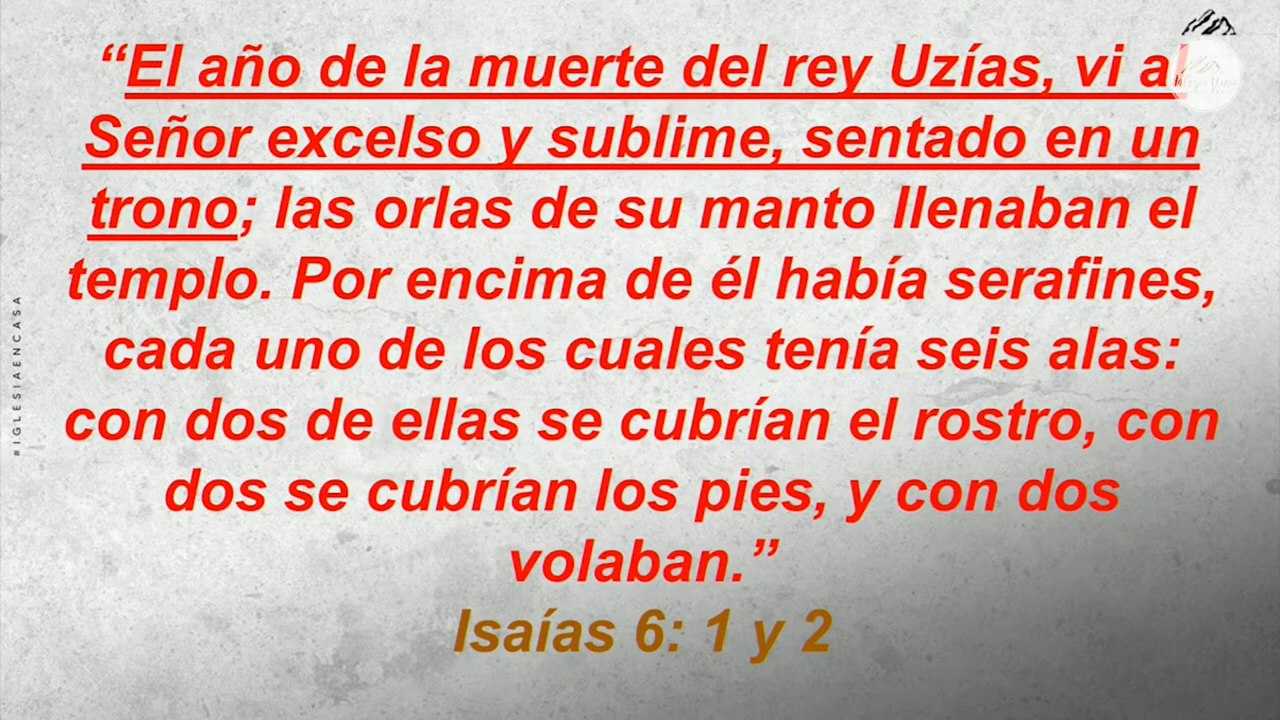 “El año de la muerte del rey Uzías, vi al
Señor excelso y sublime, sentado en un
trono; las orlas de su manto llenaban el
templo. Por encima de él había serafines,
cada uno de los cuales tenía seis alas:
con dos de ellas se cubrían el rostro, con
dos se cubrían los pies, y con dos
volaban.”
Isaías 6: 1 y 2
#IGLESIAENCASA